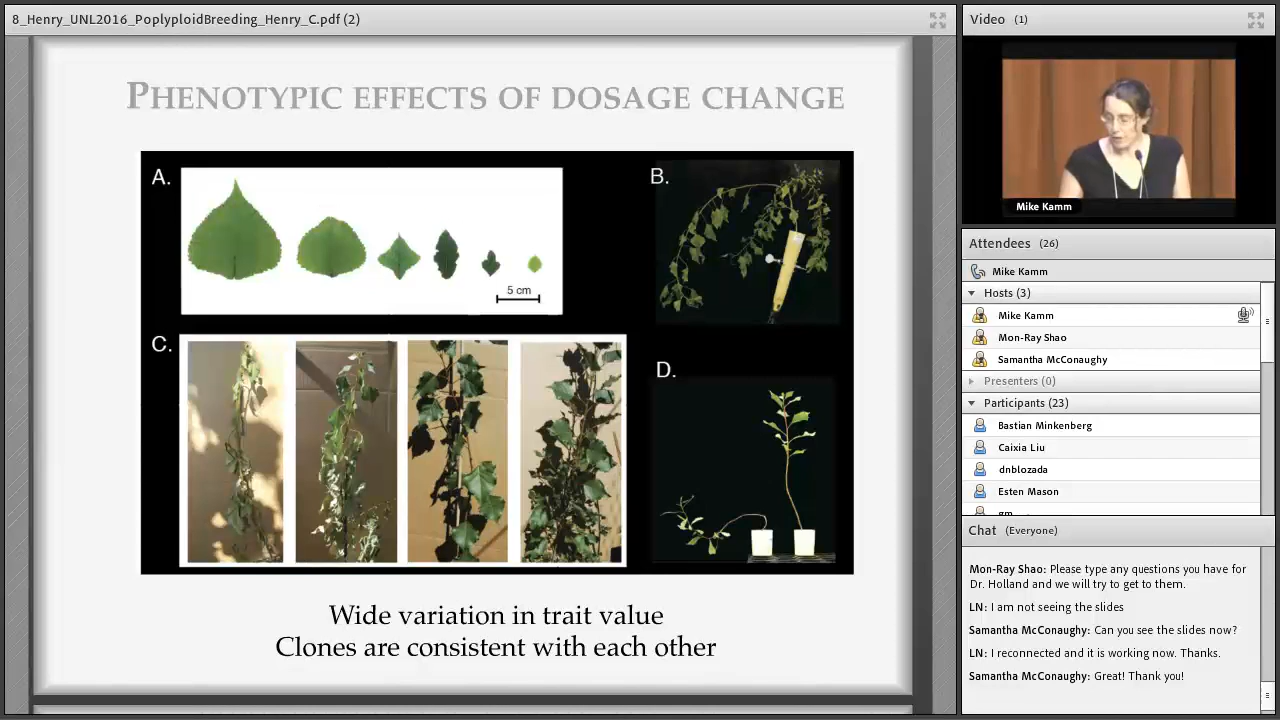 8_Henry_UNL2016_PoplyploidBreeding_Henry_C.pdf (2)
PHENOTYPIC EFFECTS OF DOSAGE CHANGE
A.
5 cm
B.
C.
D.
Wide variation in trait value
Clones are consistent with each other
Video (1)
Mike Kamm
Attendees (26)
Mike Kamm
Hosts (3)
Mike Kamm
Mon-Ray Shao
Samantha McConaughy
Presenters (0)
Participants (23)
Bastian Minkenberg
Caixia Liu
dnblozada
Esten Mason
gm
Chat (Everyone)
Mon-Ray Shao: Please type any questions you have for
Dr. Holland and we will try to get to them.
LN: I am not seeing the slides
Samantha McConaughy: Can you see the slides now?
LN: I reconnected and it is working now. Thanks.
Samantha McConaughy: Great! Thank you!